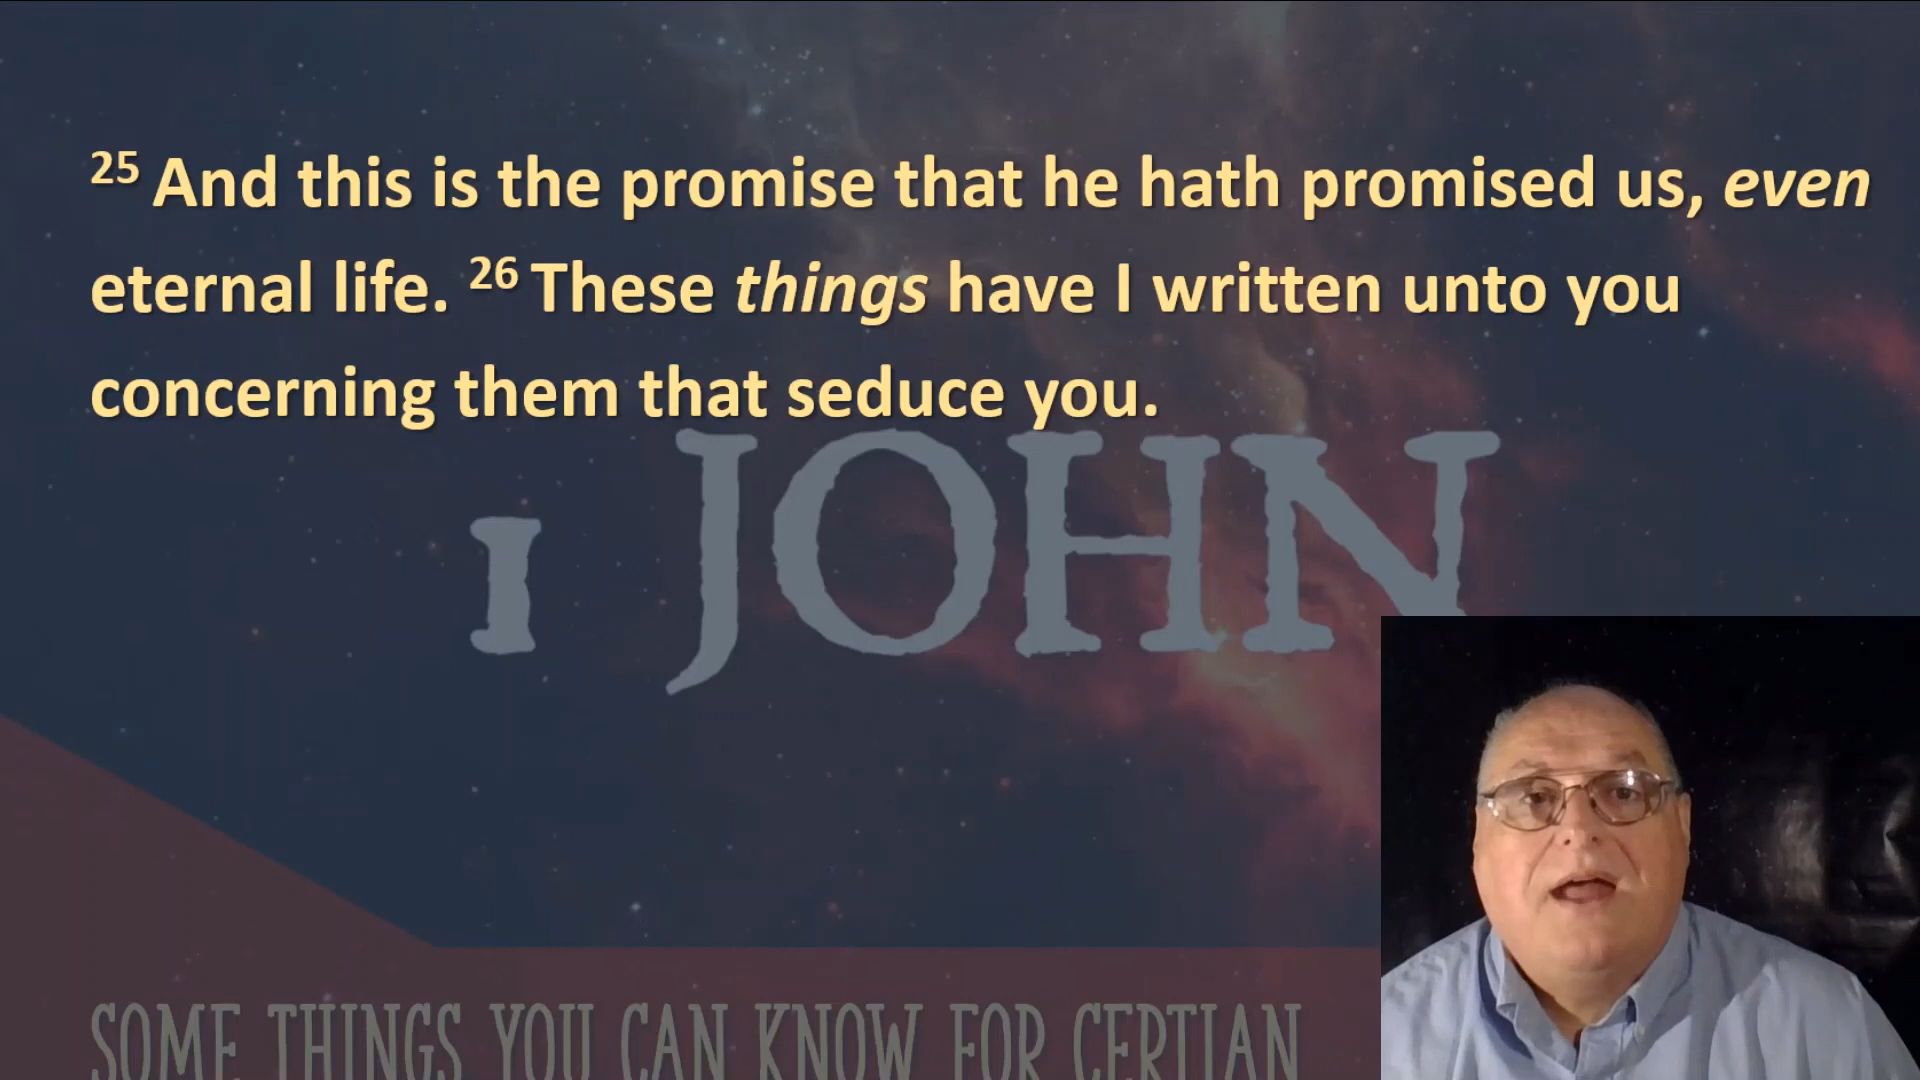 25 And this is the promise that he hath promised us, even
eternal life. 26 These things have I written unto you
concerning them that seduce you.
1 JOHN
SOME THINGS YOU CAN KNOW FOR CERTIAN